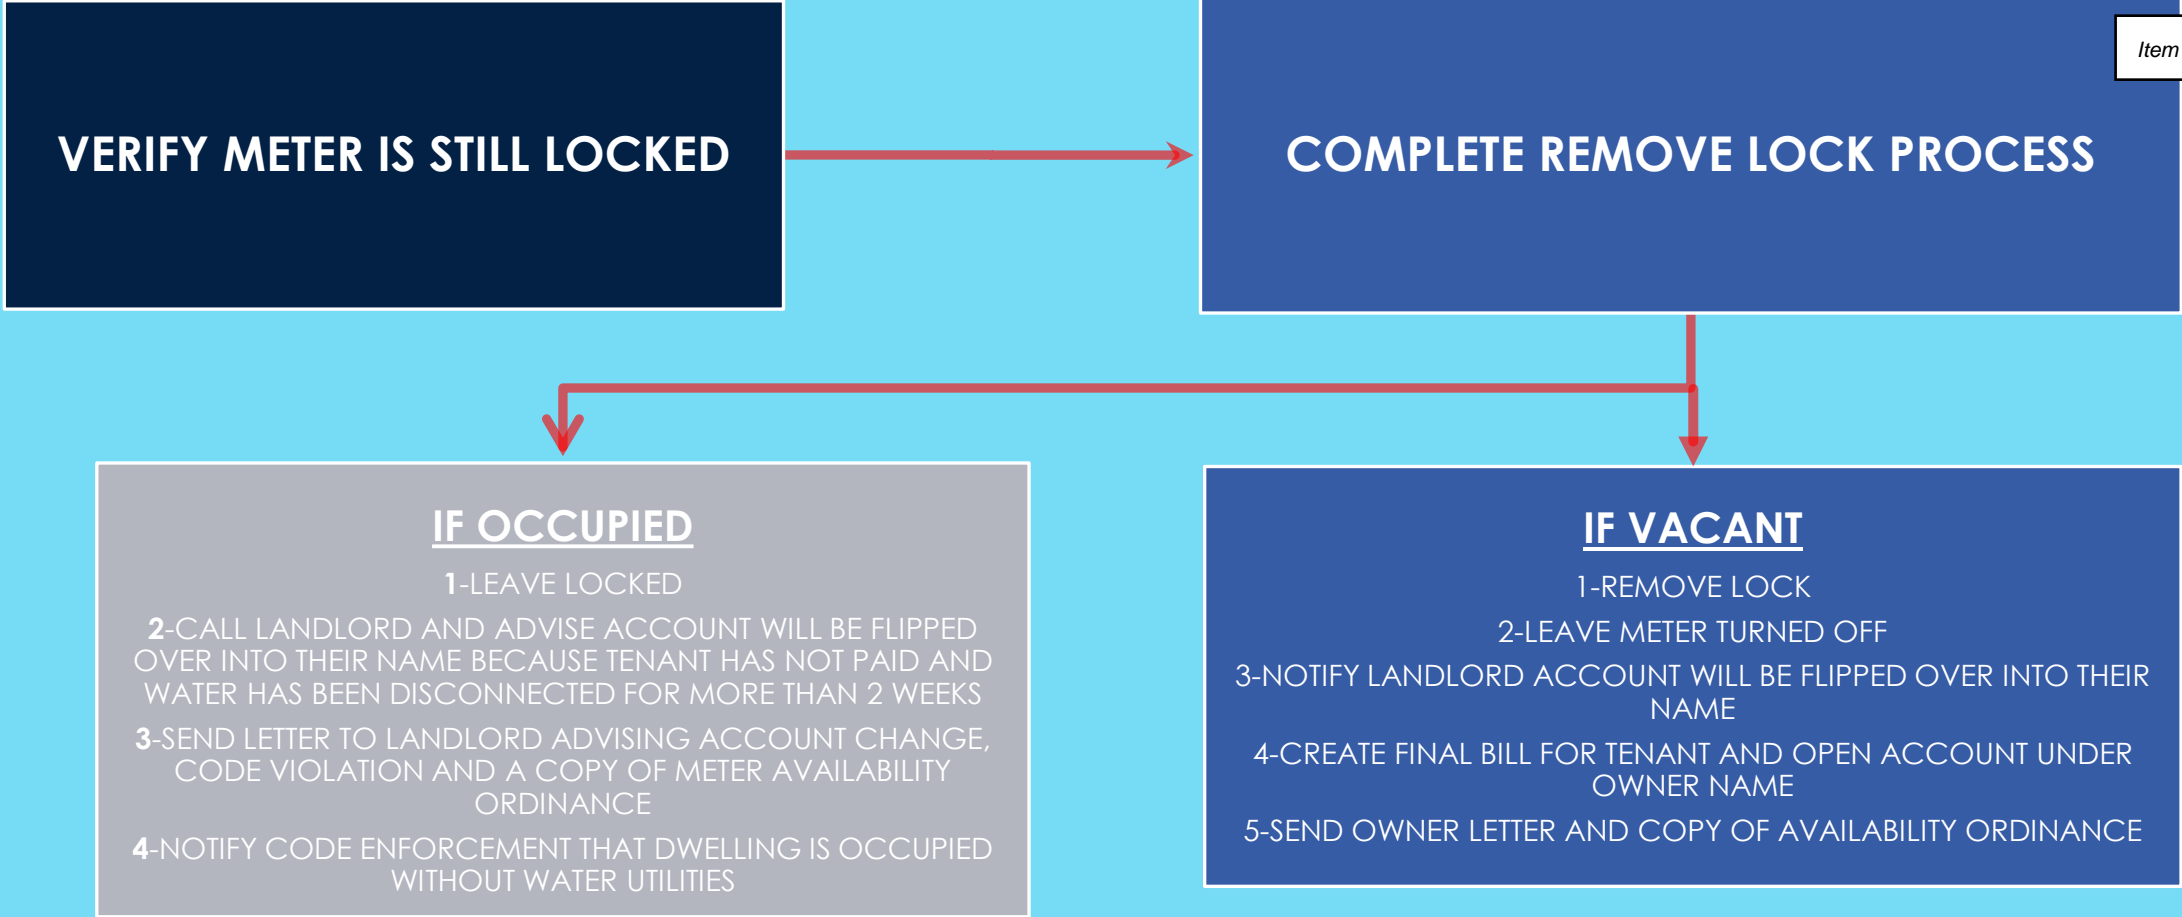 VERIFY METER IS STILL LOCKED
COMPLETE REMOVE LOCK PROCESS
Item
IF OCCUPIED
1-LEAVE LOCKED
2-CALL LANDLORD AND ADVISE ACCOUNT WILL BE FLIPPED
OVER INTO THEIR NAME BECAUSE TENANT HAS NOT PAID AND
WATER HAS BEEN DISCONNECTED FOR MORE THAN 2 WEEKS
3-SEND LETTER TO LANDLORD ADVISING ACCOUNT CHANGE,
CODE VIOLATION AND A COPY OF METER AVAILABILITY
ORDINANCE
4-NOTIFY CODE ENFORCEMENT THAT DWELLING IS OCCUPIED
WITHOUT WATER UTILITIES
IF VACANT
1-REMOVE LOCK
2-LEAVE METER TURNED OFF
3-NOTIFY LANDLORD ACCOUNT WILL BE FLIPPED OVER INTO THEIR
NAME
4-CREATE FINAL BILL FOR TENANT AND OPEN ACCOUNT UNDER
OWNER NAME
5-SEND OWNER LETTER AND COPY OF AVAILABILITY ORDINANCE